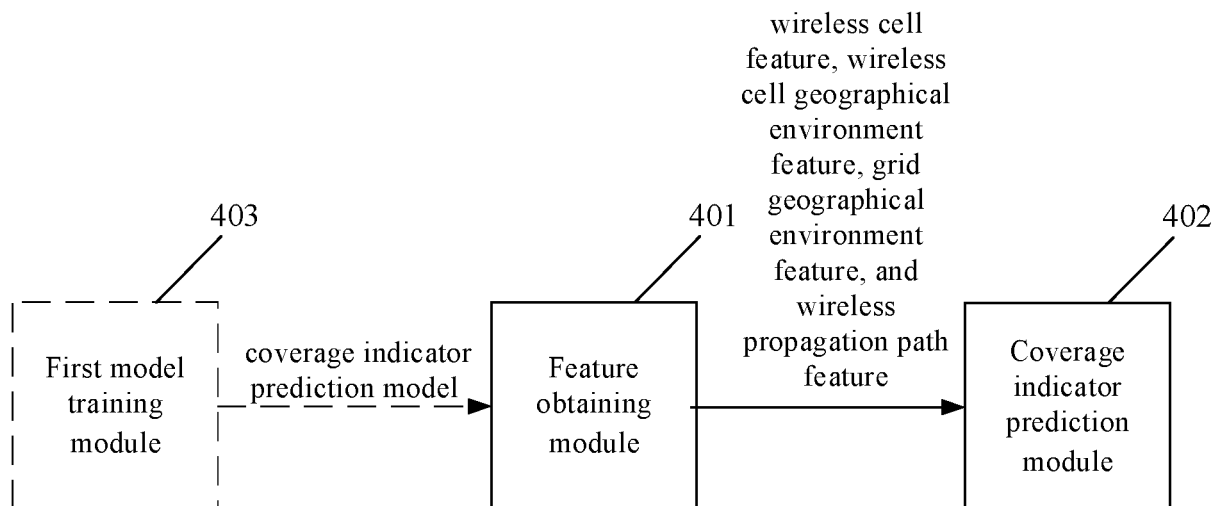 wireless cell
feature, wireless
cell geographical
environment
feature, grid
geographical
environment
feature, and
wireless
propagation path
feature
403
401
402
First model
training
module
coverage indicator
prediction model
Feature
obtaining
module
Coverage
indicator
prediction
module